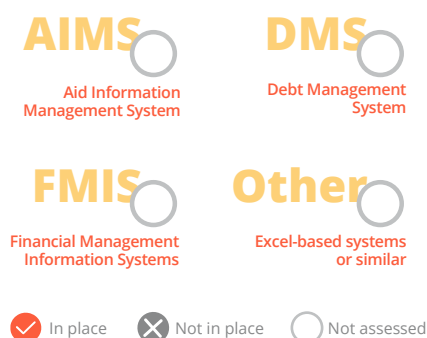 AIMS
Aid Information
Management System
DMS
Debt Management
System
FMIS
Financial Management
Information Systems
Other
Excel-based systems
or similar
In place
Not in place
Not assessed